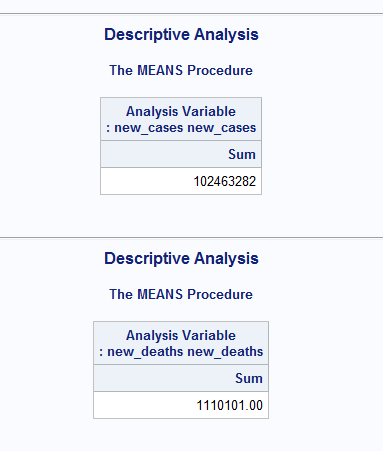 Descriptive Analysis
The MEANS Procedure
Analysis Variable
: new_cases new_cases
Sum
102463282
Descriptive Analysis
The MEANS Procedure
Analysis Variable
: new_deaths new_deaths
Sum
1110101.00